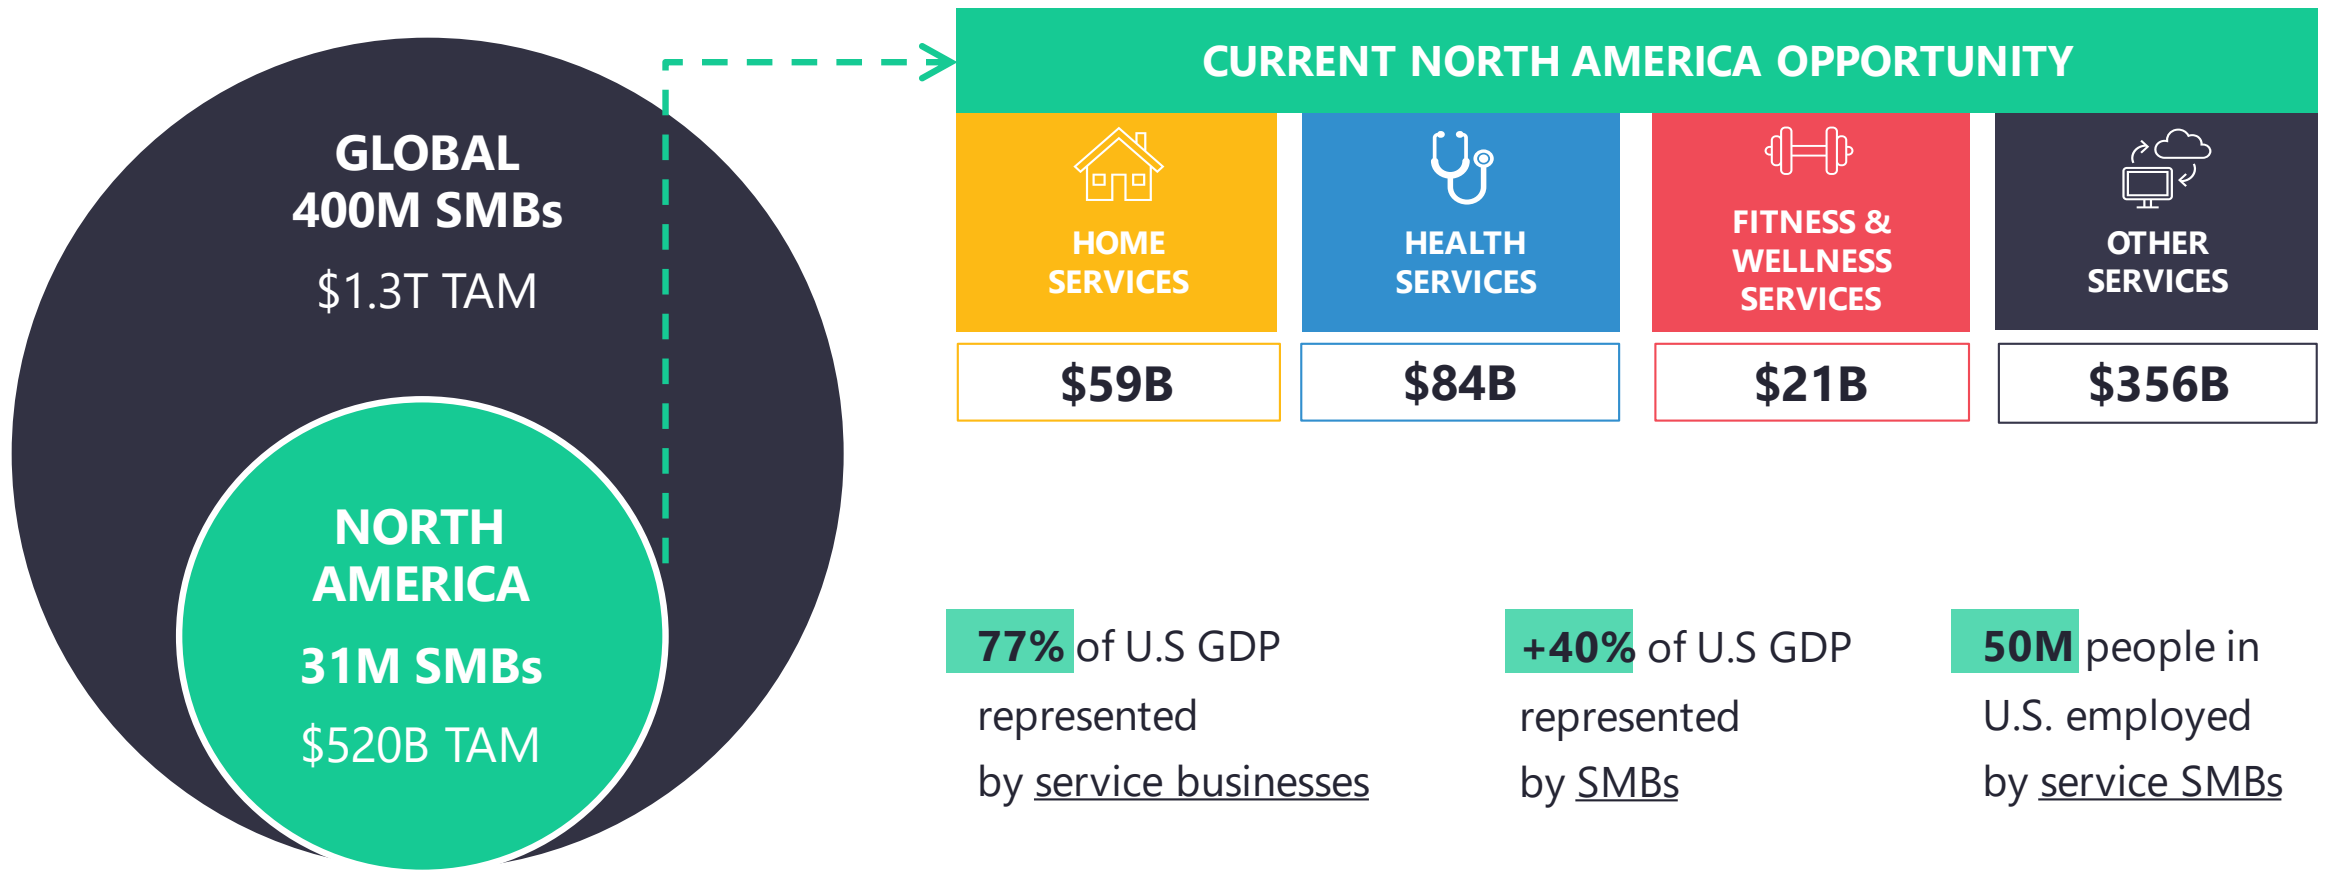 GLOBAL
400M SMBs
$1.3T TAM
NORTH
AMERICA
31M SMBs
$520B TAM
CURRENT NORTH AMERICA OPPORTUNITY
HOME
SERVICES
$59B
HEALTH
SERVICES
$84B
FITNESS &
WELLNESS
SERVICES
$21B
OTHER
SERVICES
$356B
77% of U.S GDP
represented
by service businesses
+40% of U.S GDP
represented
by SMBs
50M people in
U.S. employed
by service SMBs